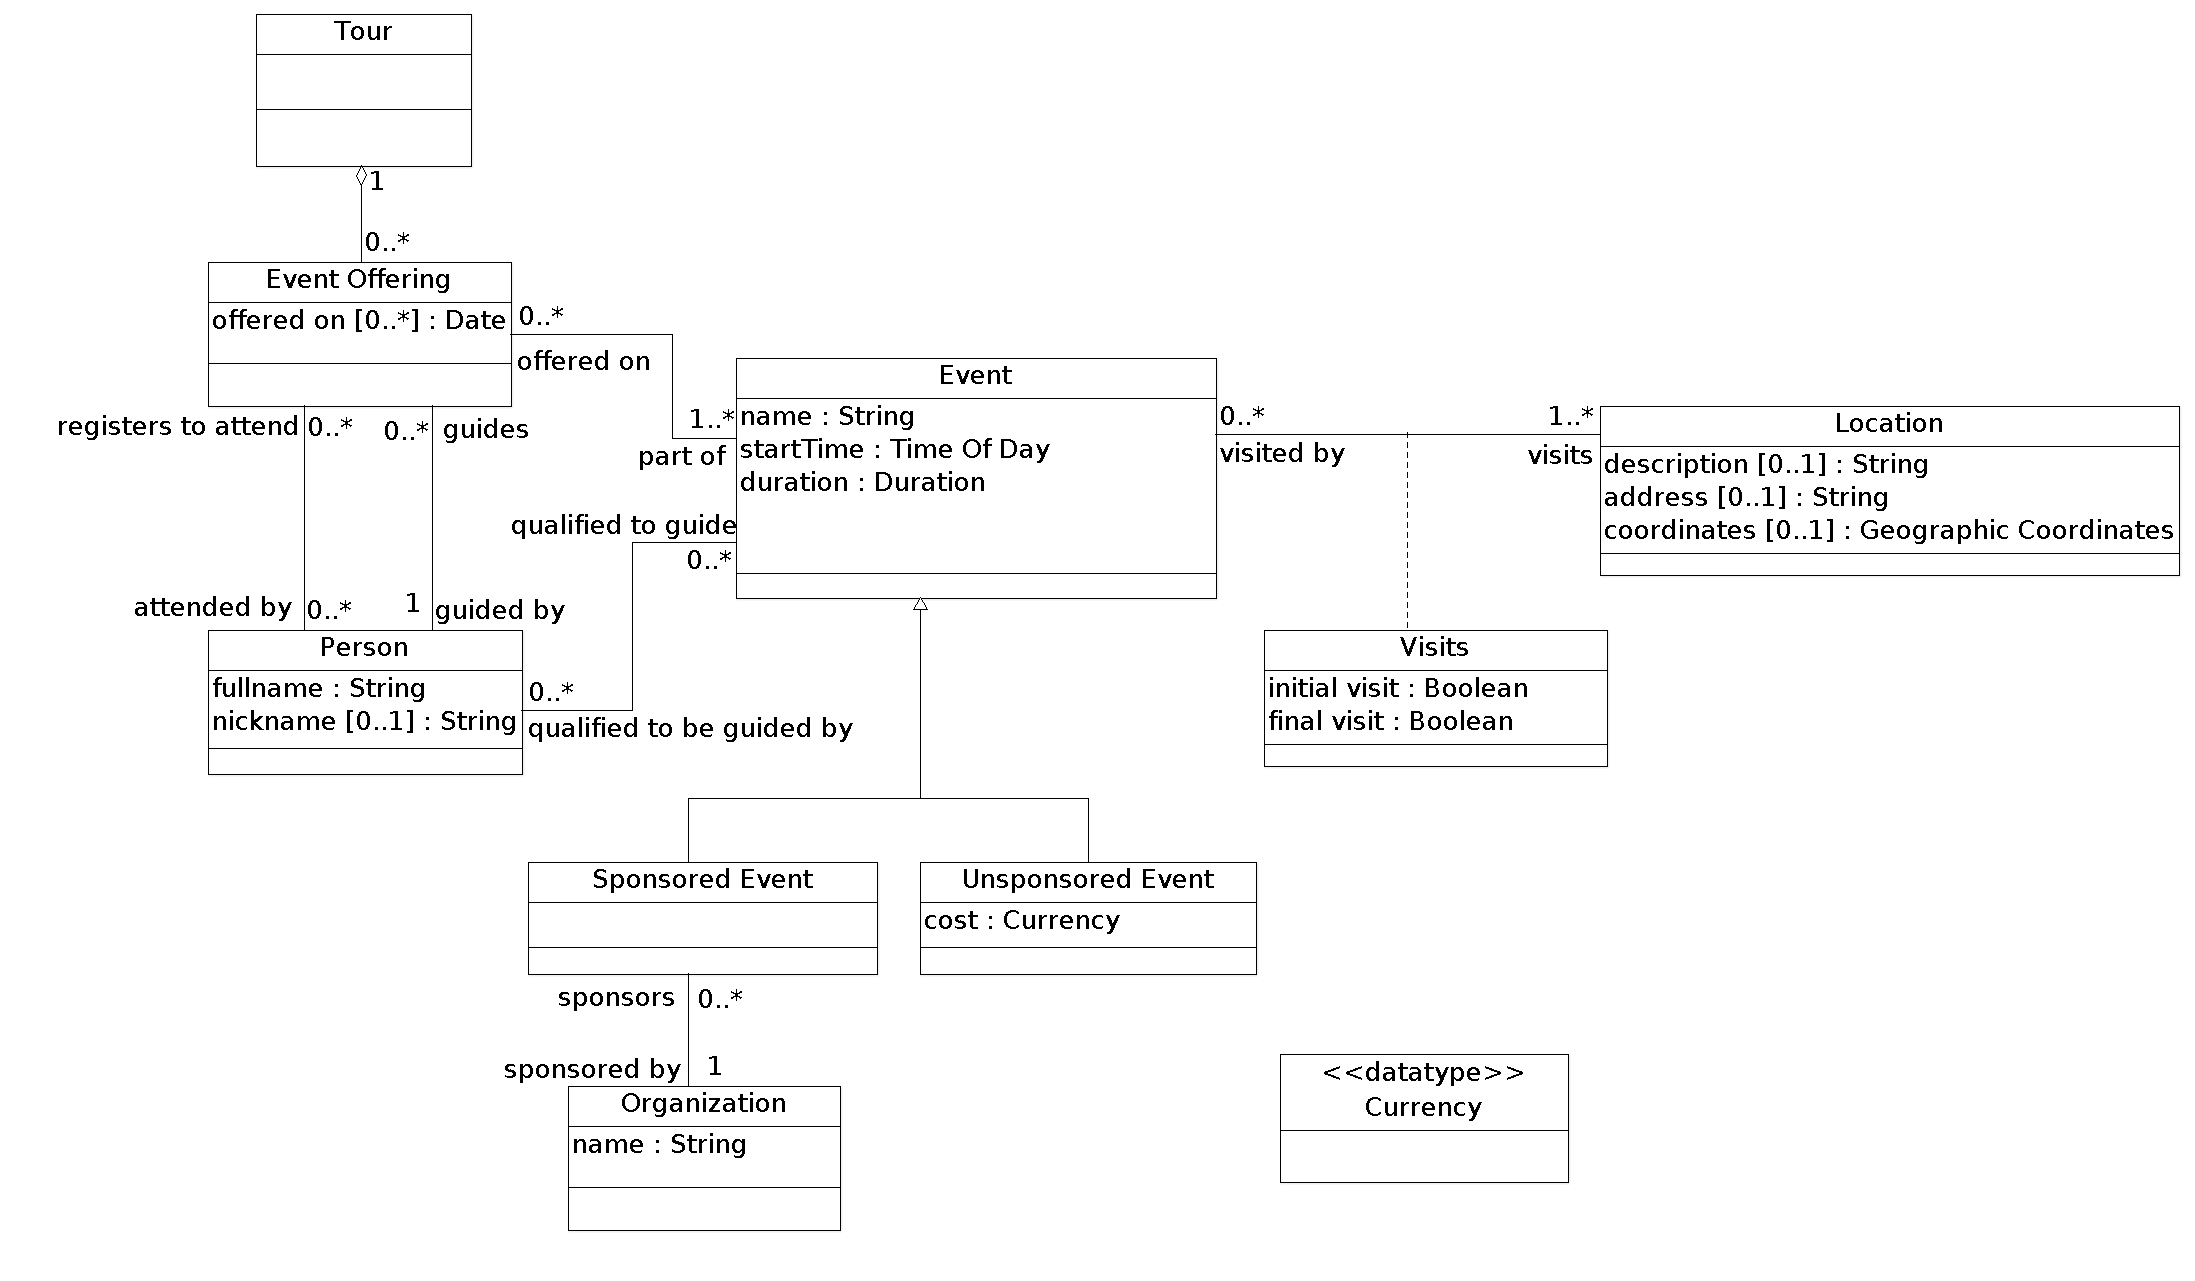 Tour
1
0..*
Event Offering
offered on [0..*] : Date
0..*
offered on
1..*
part of
registers to attend
0..*
0..*
guides
attended by
0..*
1
guided by
Person
fullname : String
nickname [0..1] : String
qualified to guide
0..*
0..*
qualified to be guided by
Event
name : String
startTime : Time Of Day
duration : Duration
0..*
visited by
1..*
visits
Location
description [0..1] : String
address [0..1] : String
coordinates [0..1] : Geographic Coordinates
Visits
initial visit : Boolean
final visit : Boolean
Sponsored Event
Unsponsored Event
cost : Currency
sponsors
0..*
sponsored by
1
Organization
name : String
<<datatype>>
Currency